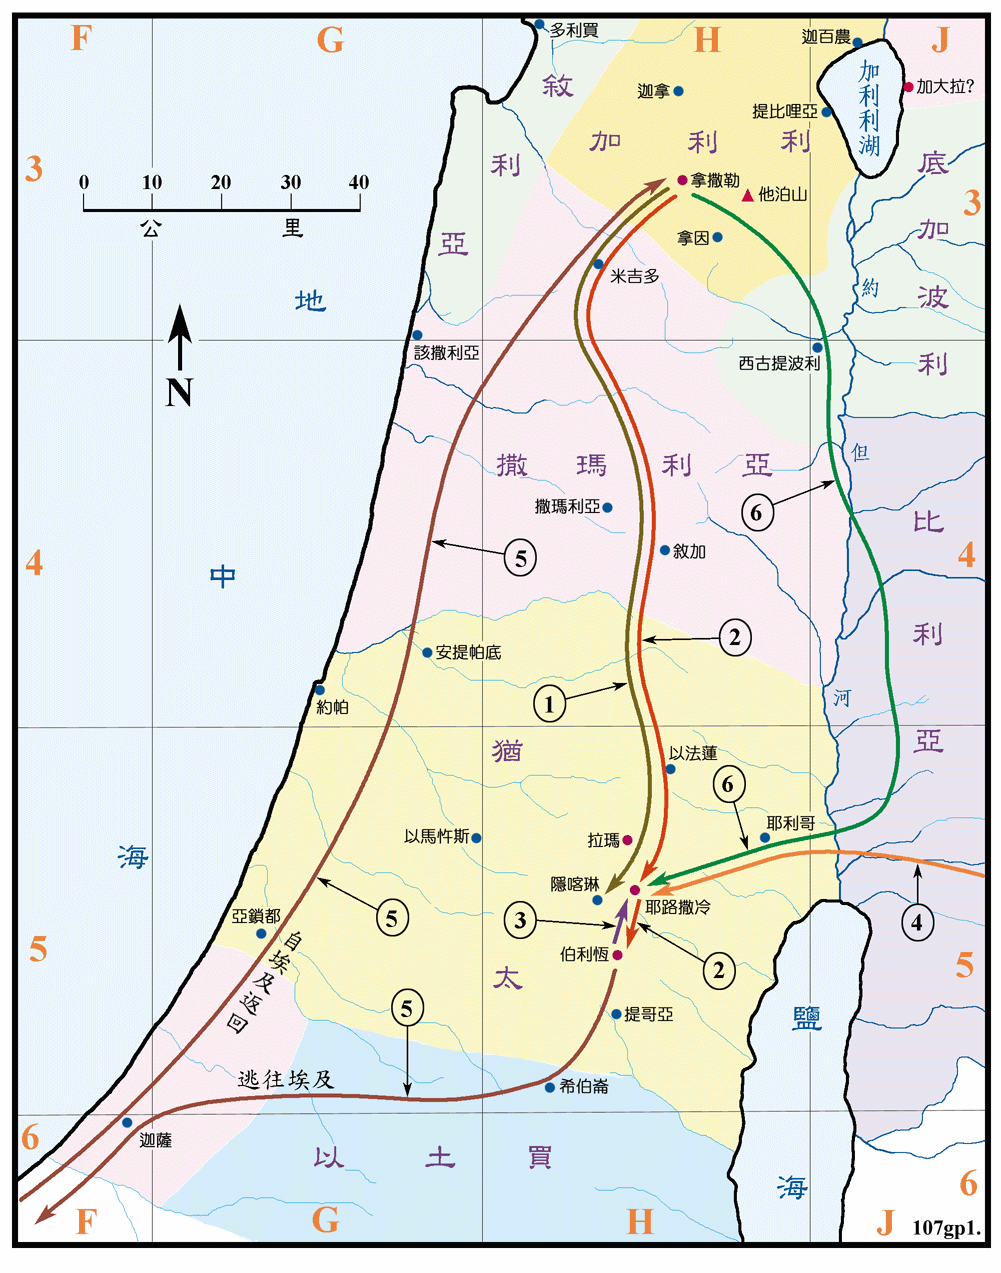 F
G
H
J
多利買
迦百農
加利利湖
加大拉?
敘利亞
迦拿
提比哩亞
加利利
底加波利
3
3
0 10 20 30 40
公里
拿撒勒
他泊山
拿因
米吉多
地中海
約但河
N
該撒利亞
西古提波利
撒瑪利亞
比利亞
撒瑪利亞
6
5
敘加
4
4
2
安提帕底
1
約帕
猶太
以法蓮
6
以馬忤斯
拉瑪
耶利哥
隱喀琳
耶路撒冷
5
3
4
亞鎖都
自埃及返回
伯利恆
2
5
5
5
提哥亞
鹽海
逃往埃及
希伯崙
迦薩
6
以土買
6
F
G
H
J
107gp1.